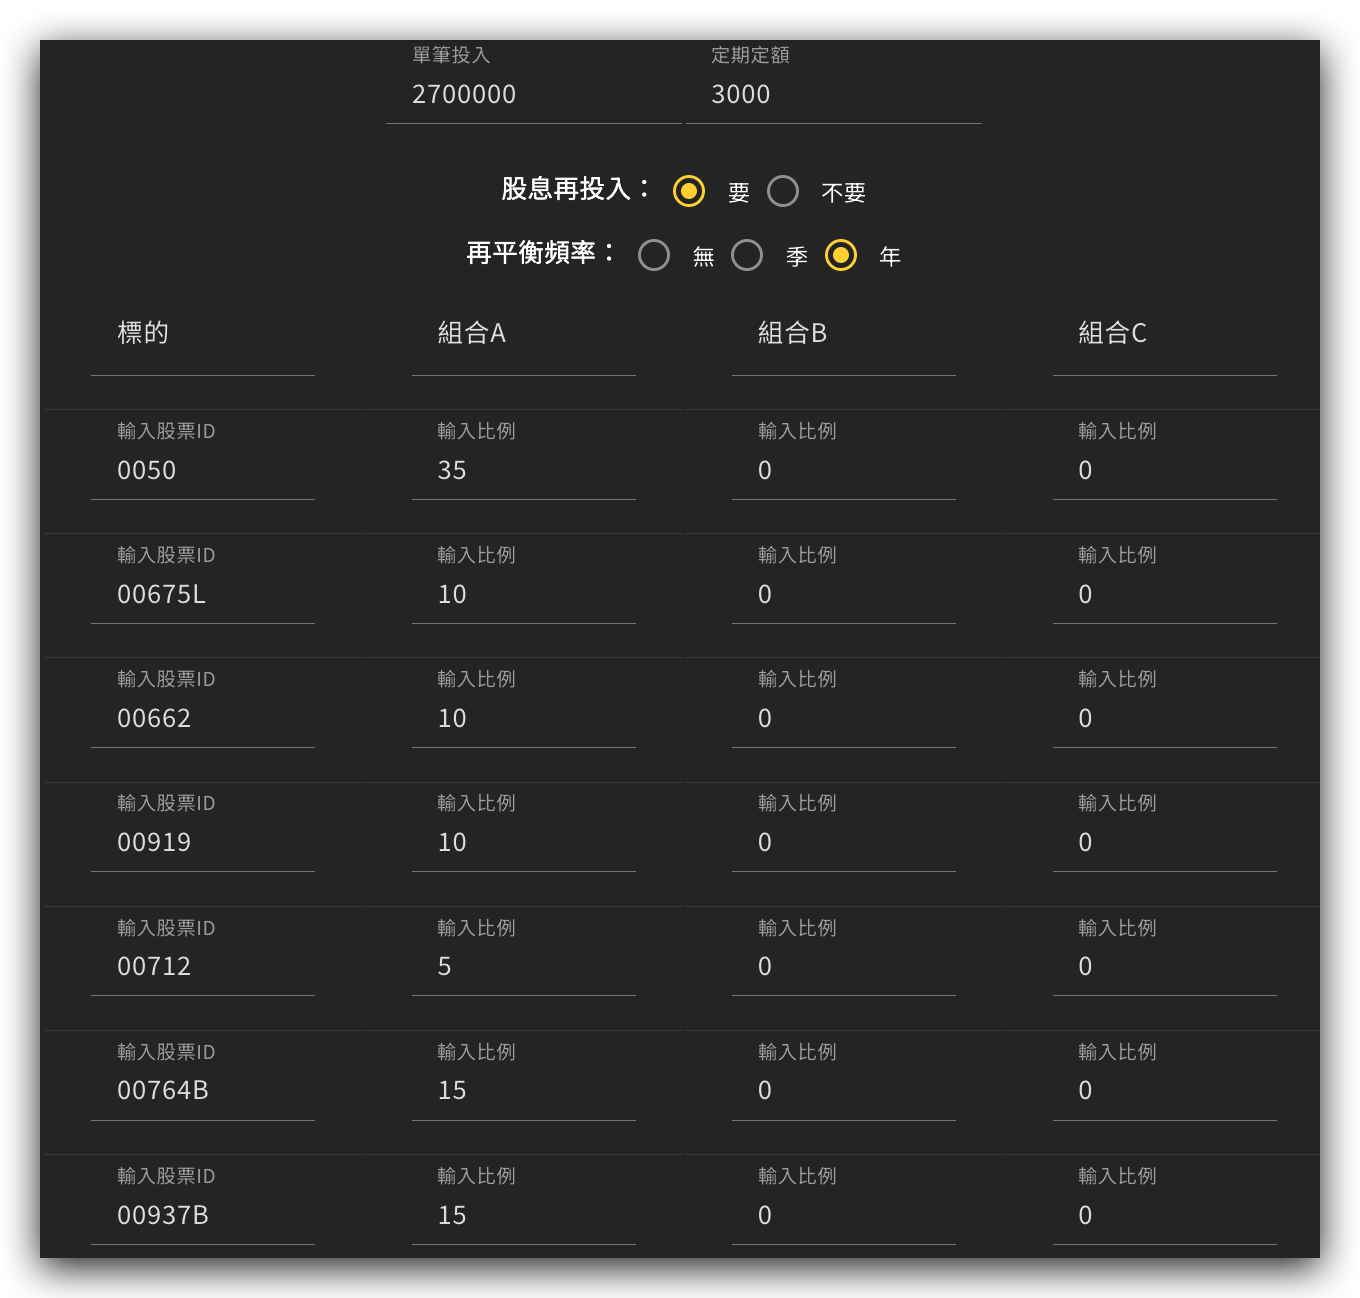 單筆投入 定期定額
2700000 3000
股息再投入： 要 不要
再平衡頻率： 無 季 年
標的 組合A 組合B 組合C
輸入股票ID 輸入比例 輸入比例 輸入比例
0050 35 0 0
輸入股票ID 輸入比例 輸入比例 輸入比例
00675L 10 0 0
輸入股票ID 輸入比例 輸入比例 輸入比例
00662 10 0 0
輸入股票ID 輸入比例 輸入比例 輸入比例
00919 10 0 0
輸入股票ID 輸入比例 輸入比例 輸入比例
00712 5 0 0
輸入股票ID 輸入比例 輸入比例 輸入比例
00764B 15 0 0
輸入股票ID 輸入比例 輸入比例 輸入比例
00937B 15 0 0